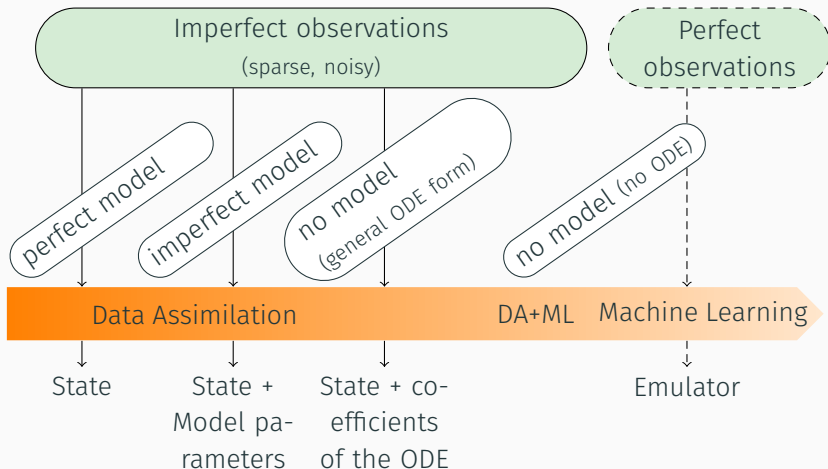 Imperfect observations
(sparse, noisy)
Perfect
observations
perfect model
imperfect model
no model
(general ODE form)
no model (no ODE)
Data Assimilation
DA+ML
Machine Learning
State
State +
Model pa-
rameters
State + co-
efficients
of the ODE
Emulator